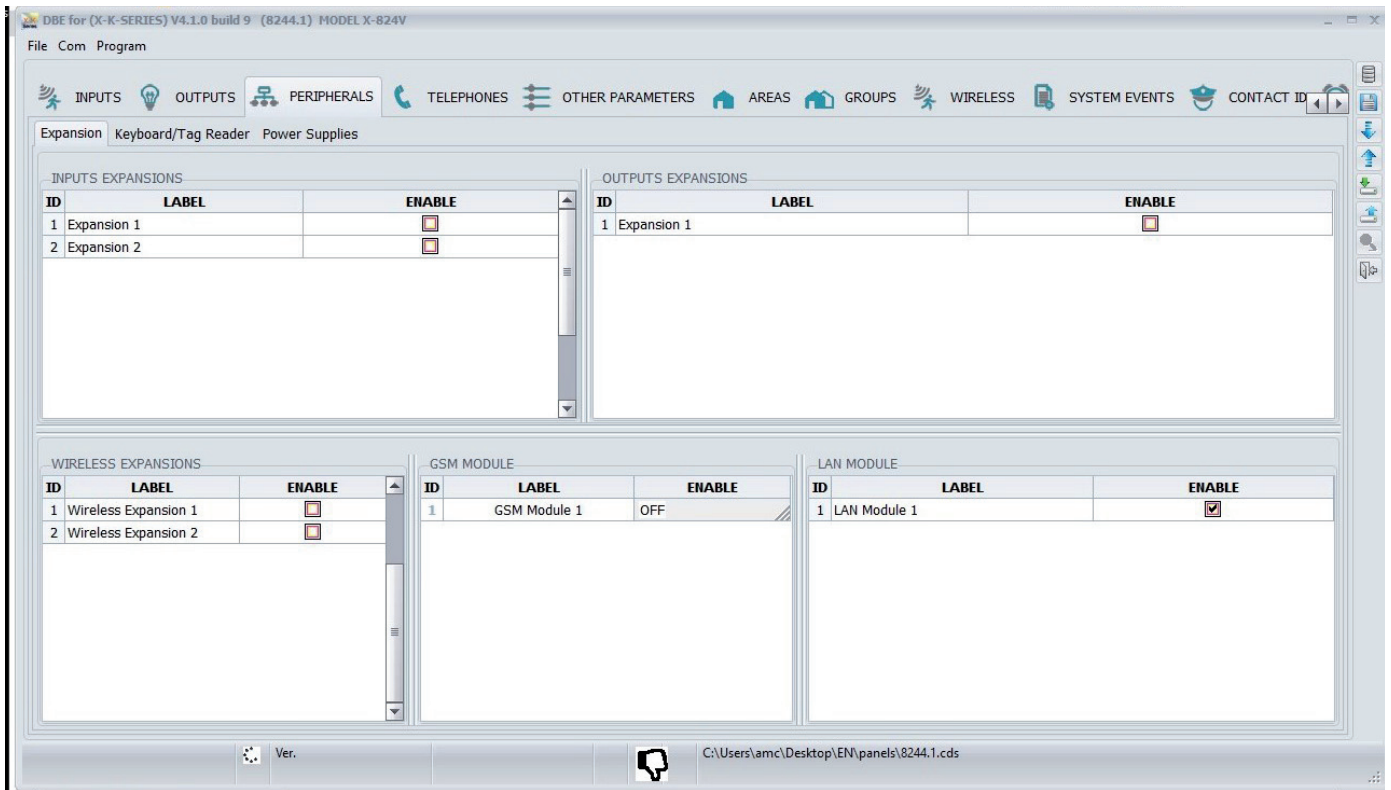 DBE for (X-K-SERIES) V4.1.0 build 9 (8244.1) MODEL X-824V
File Com Program
INPUTS OUTPUTS PERIPHERALS TELEPHONES OTHER PARAMETERS AREAS GROUPS WIRELESS SYSTEM EVENTS CONTACT ID
Expansion Keyboard/Tag Reader Power Supplies
INPUTS EXPANSIONS
ID LABEL ENABLE
1 Expansion 1
2 Expansion 2
OUTPUTS EXPANSIONS
ID LABEL ENABLE
1 Expansion 1
WIRELESS EXPANSIONS
ID LABEL ENABLE
1 Wireless Expansion 1
2 Wireless Expansion 2
GSM MODULE
ID LABEL ENABLE
1 GSM Module 1 OFF
LAN MODULE
ID LABEL ENABLE
1 LAN Module 1
Ver.
C:\Users\amc\Desktop\EN\panels\8244.1.cds